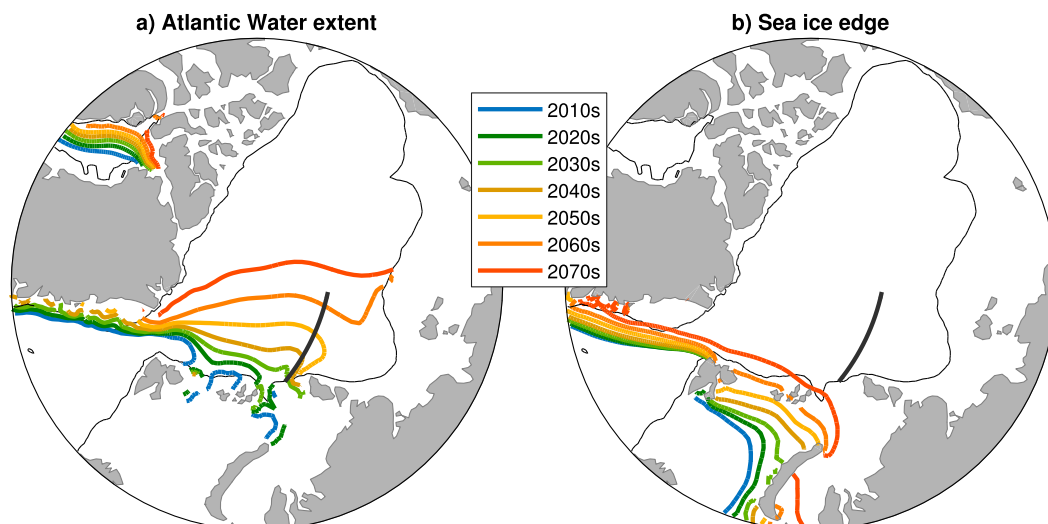 a) Atlantic Water extent
b) Sea ice edge
2010s
2020s
2030s
2040s
2050s
2060s
2070s